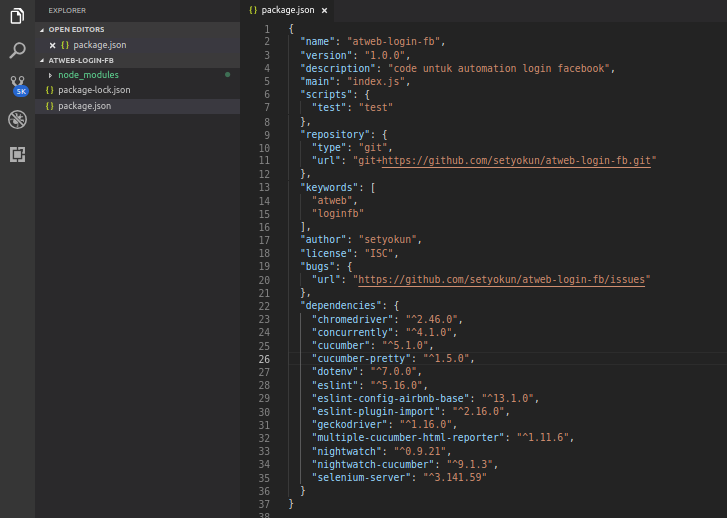 EXPLORER
OPEN EDITORS
{ } package.json
ATWEB-LOGIN-FB
node_modules
{ } package-lock.json
{ } package.json
5K
{ } package.json
1 {
2 "name": "atweb-login-fb",
3 "version": "1.0.0",
4 "description": "code untuk automation login facebook",
5 "main": "index.js",
6 "scripts": {
7 "test": "test"
8 },
9 "repository": {
10 "type": "git",
11 "url": "git+https://github.com/setyokun/atweb-login-fb.git"
12 },
13 "keywords": [
14 "atweb",
15 "loginfb"
16 ],
17 "author": "setyokun",
18 "license": "ISC",
19 "bugs": {
20 "url": "https://github.com/setyokun/atweb-login-fb/issues"
21 },
22 "dependencies": {
23 "chromedriver": "^2.46.0",
24 "concurrently": "^4.1.0",
25 "cucumber": "^5.1.0",
26 "cucumber-pretty": "^1.5.0",
27 "dotenv": "^7.0.0",
28 "eslint": "^5.16.0",
29 "eslint-config-airbnb-base": "^13.1.0",
30 "eslint-plugin-import": "^2.16.0",
31 "geckodriver": "^1.16.0",
32 "multiple-cucumber-html-reporter": "^1.11.6",
33 "nightwatch": "^0.9.21",
34 "nightwatch-cucumber": "^9.1.3",
35 "selenium-server": "^3.141.59"
36 }
37 }
38